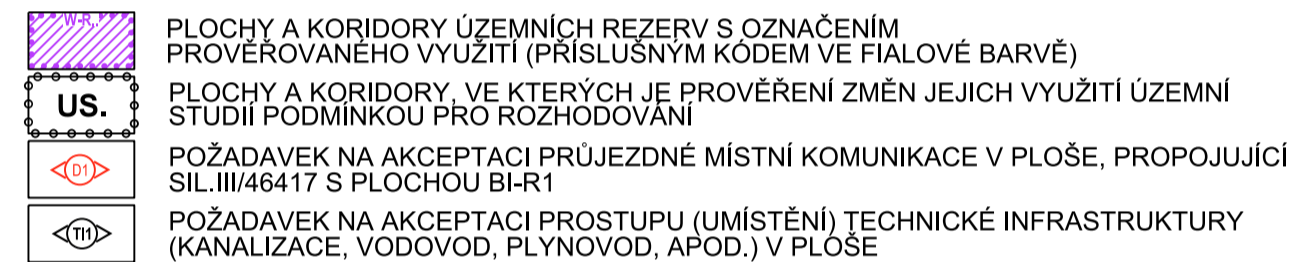 W-R,.
PLOCHY A KORIDORY ÚZEMNÍCH REZERV S OZNAČENÍM
PROVĚŘOVANÉHO VYUŽITÍ (PŘÍSLUŠNÝM KÓDEM VE FIALOVÉ BARVĚ)
US.
PLOCHY A KORIDORY, VE KTERÝCH JE PROVĚŘENÍ ZMĚN JEJICH VYUŽITÍ ÚZEMNÍ
STUDIÍ PODMÍNKOU PRO ROZHODOVÁNÍ
D1
POŽADAVEK NA AKCEPTACI PRŮJEZDNÉ MÍSTNÍ KOMUNIKACE V PLOŠE, PROPOJUJÍCÍ
SIL.III/46417 S PLOCHOU BI-R1
TI1
POŽADAVEK NA AKCEPTACI PROSTUPU (UMÍSTĚNÍ) TECHNICKÉ INFRASTRUKTURY
(KANALIZACE, VODOVOD, PLYNOVOD, APOD.) V PLOŠE